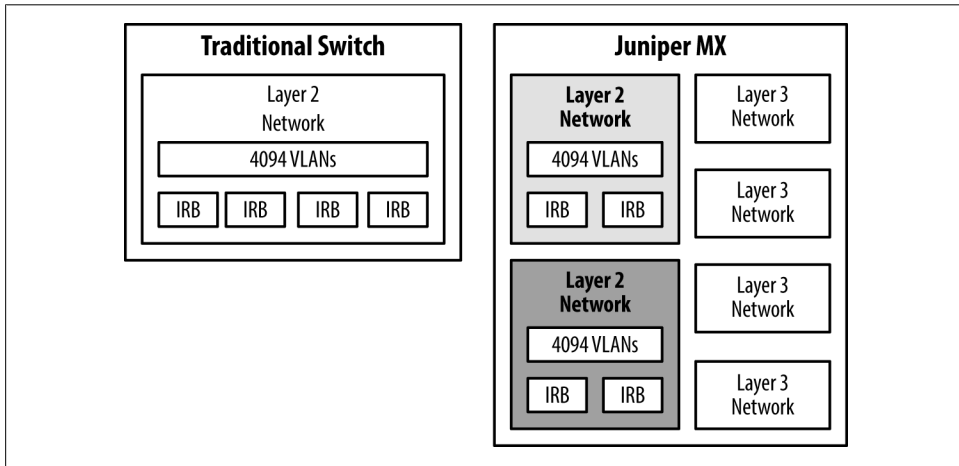 Traditional Switch
Layer 2
Network
4094 VLANs
IRB
IRB
IRB
IRB
Juniper MX
Layer 2
Network
4094 VLANs
IRB
IRB
Layer 2
Network
4094 VLANs
IRB
IRB
Layer 3
Network
Layer 3
Network
Layer 3
Network
Layer 3
Network